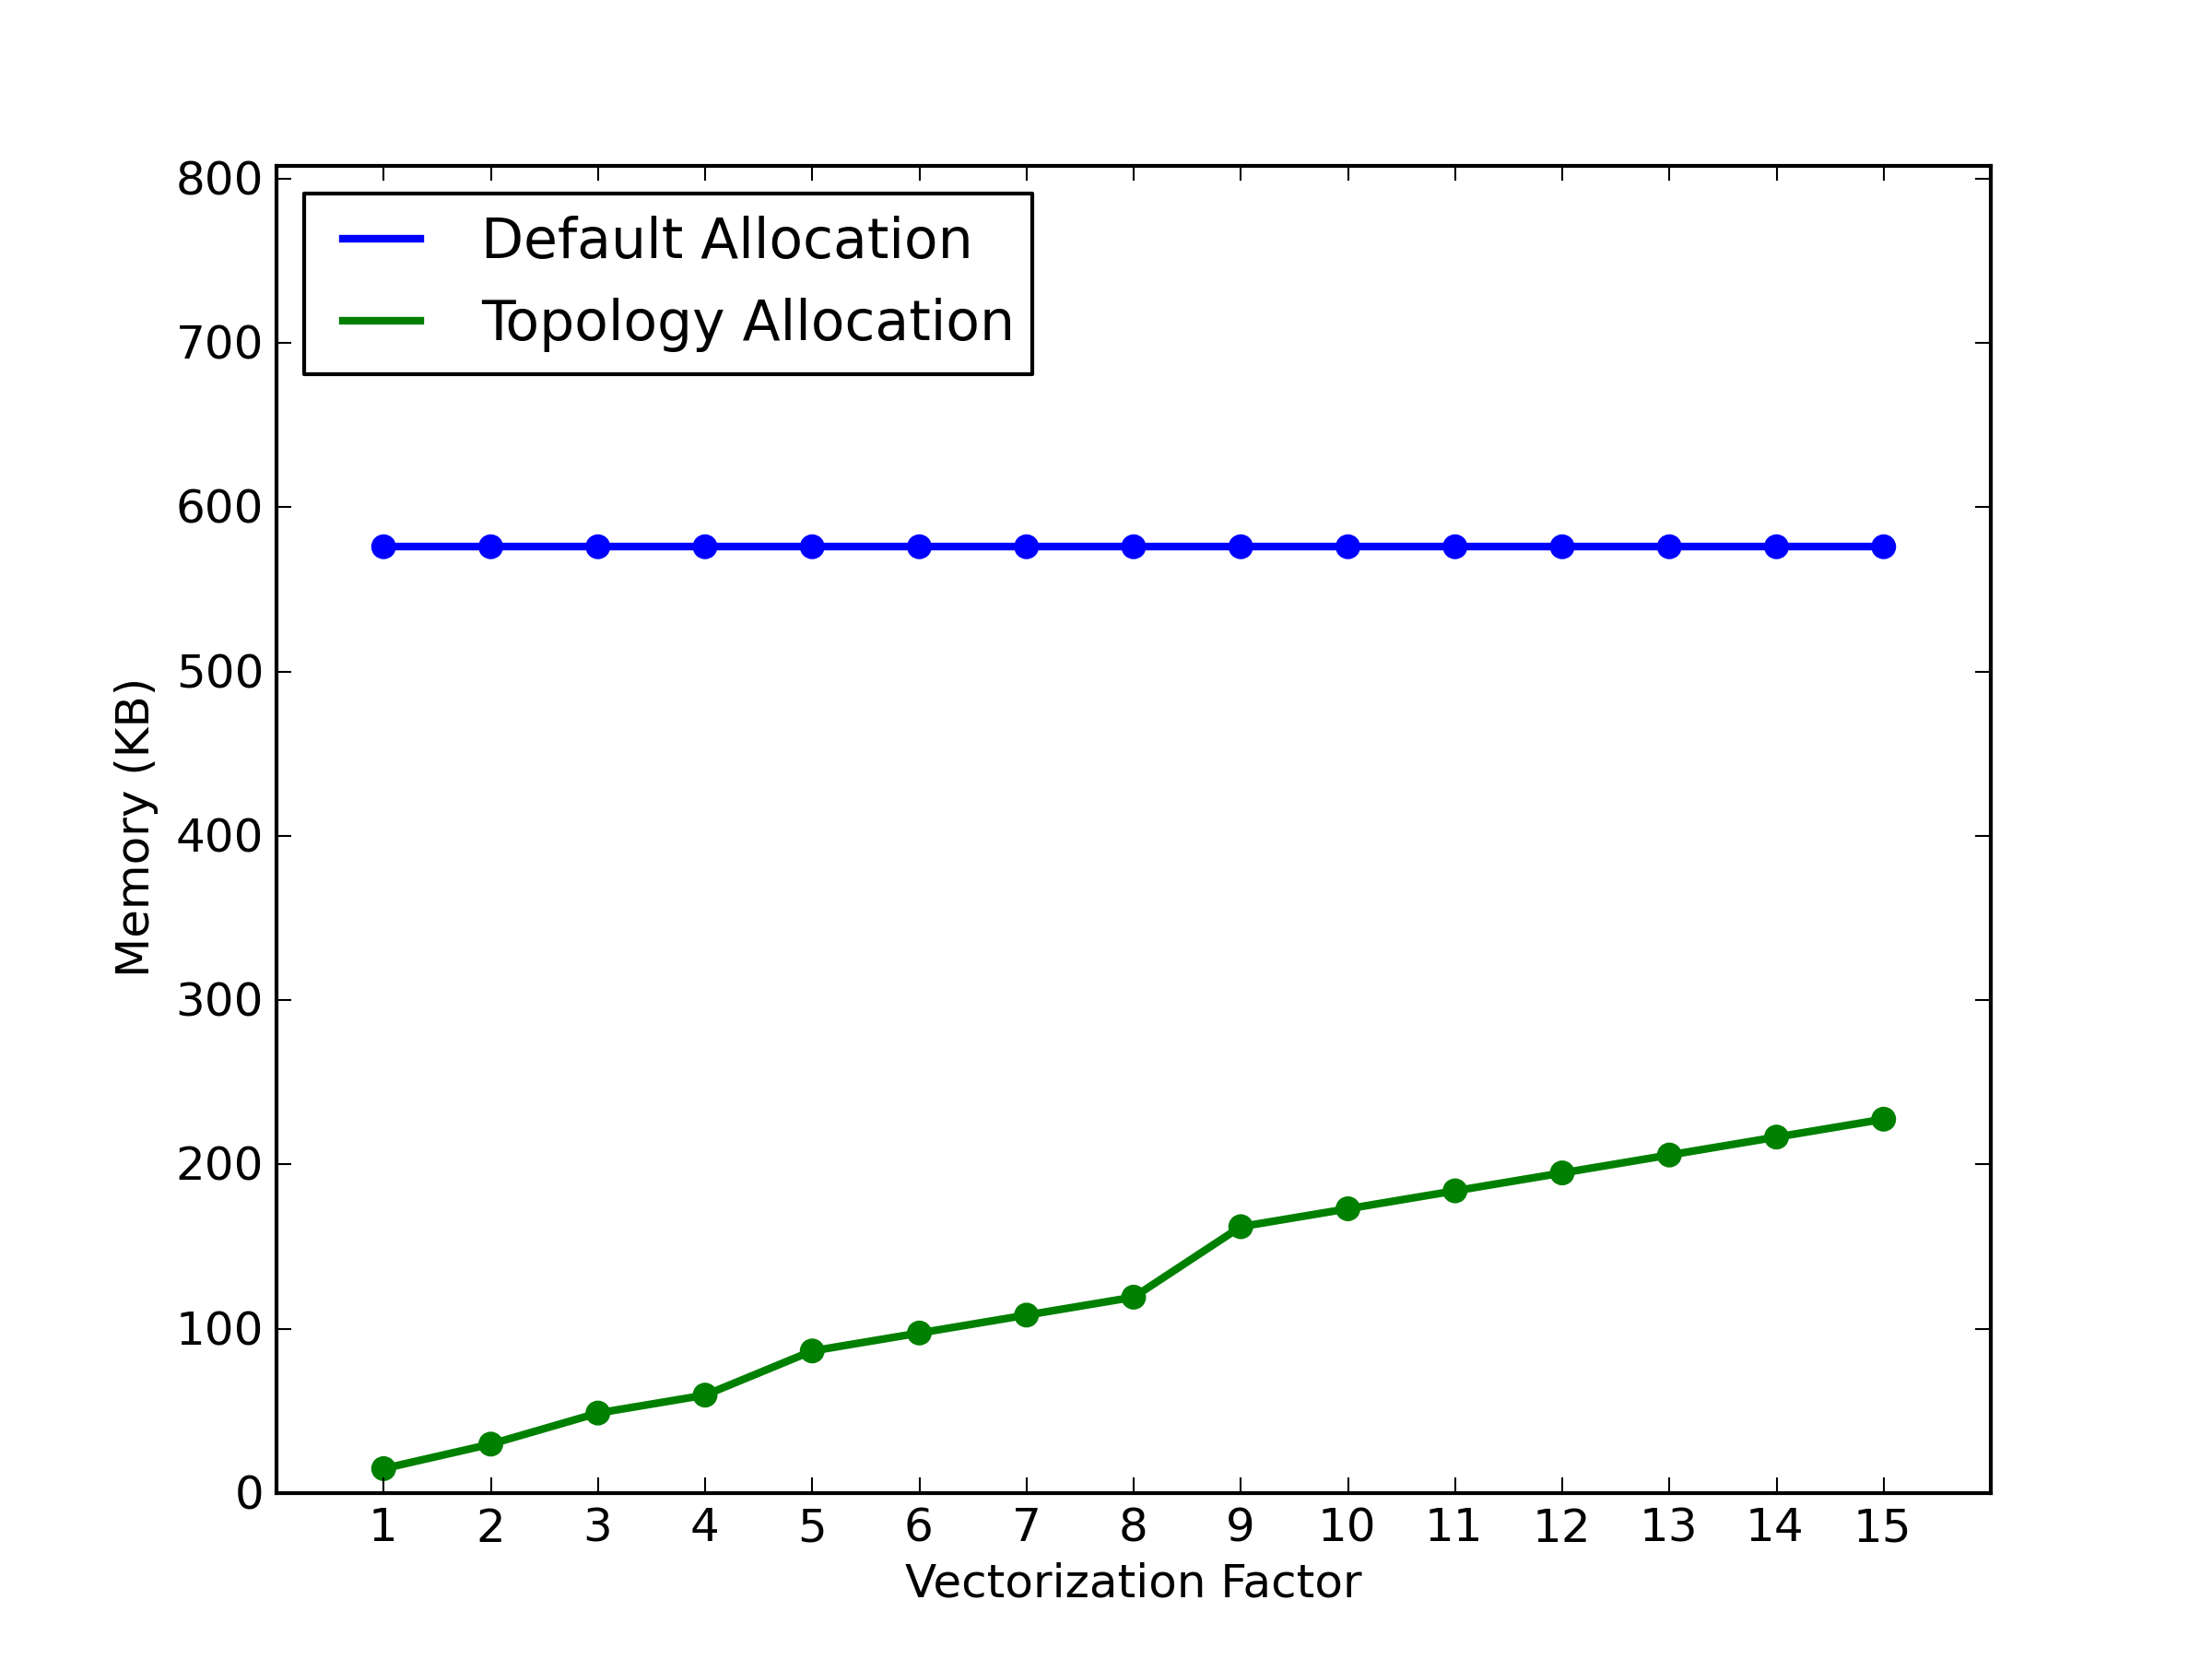 800
700
600
500
400
300
200
100
0
Default Allocation
Topology Allocation
Memory (KB)
1 2 3 4 5 6 7 8 9 10 11 12 13 14 15
Vectorization Factor